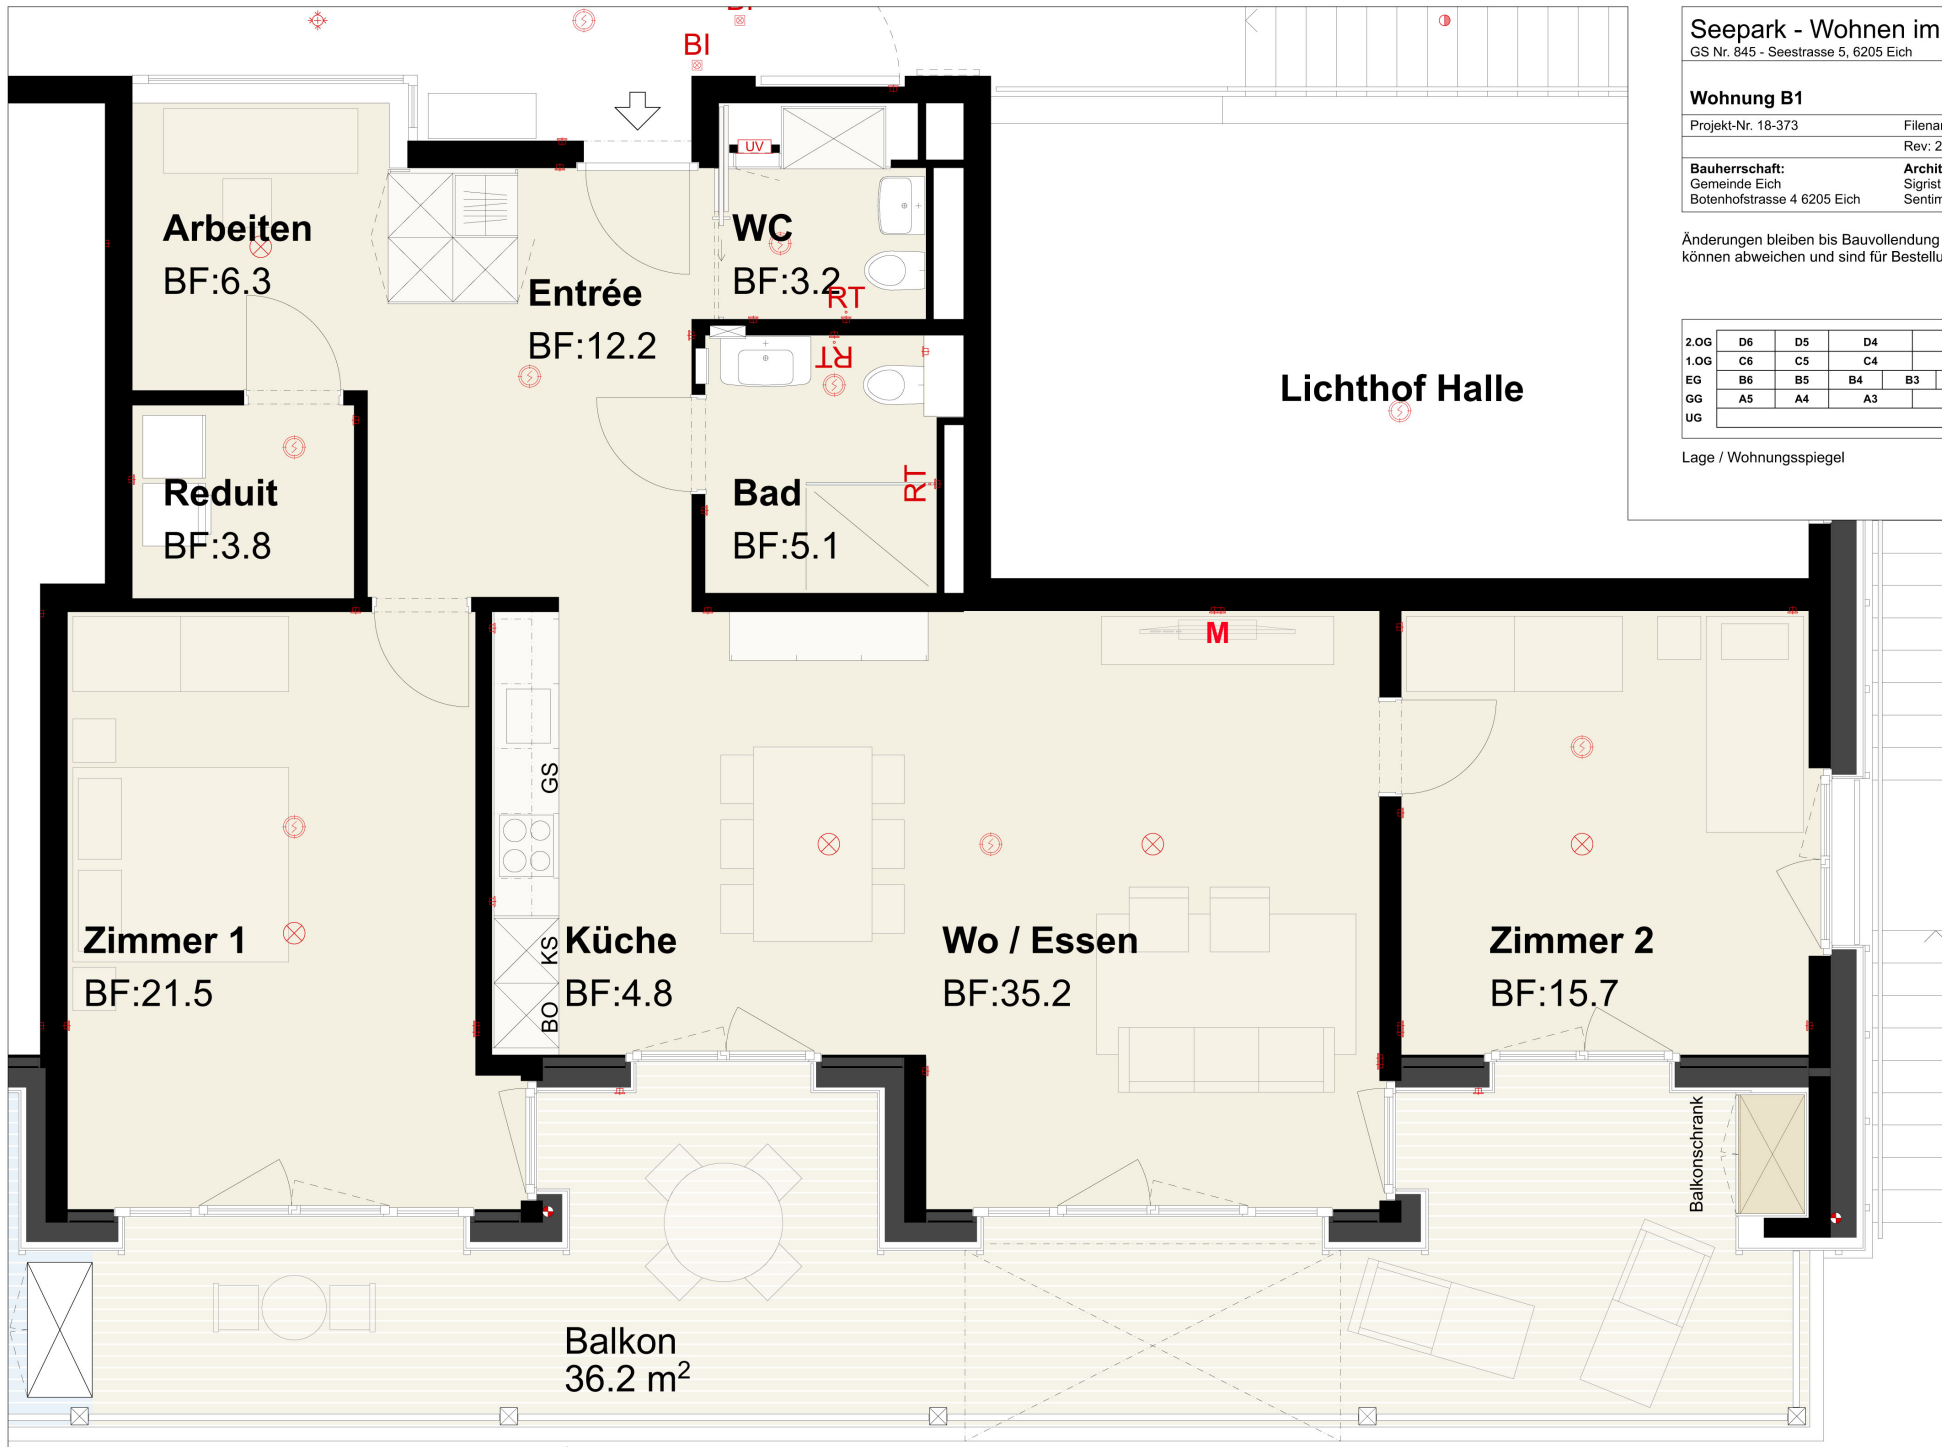 BI
Seepark - Wohnen im
GS Nr. 845 - Seestrasse 5, 6205 Eich
Wohnung B1
Projekt-Nr. 18-373
Rev: 2
Bauherrschaft:
Gemeinde Eich
Sigrist
Botenhofstrasse 4 6205 Eich
Änderungen bleiben bis Bauvollendung
können abweichen und sind für
2.OG D6 D5 D4
1.OG C6 C5 C4
EG B6 B5 B4 B3
GG A5 A4 A3
UG
Lage / Wohnungsspiegel
UV
Arbeiten
BF:6.3
WC
BF:3.2
RT
Entrée
BF:12.2
RT
Lichthof Halle
Reduit
BF:3.8
Bad
BF:5.1
RT
M
GS
KS
BO
Zimmer 1
BF:21.5
Küche
BF:4.8
Wo / Essen
BF:35.2
Zimmer 2
BF:15.7
Balkonschrank
Balkon
36.2 m²